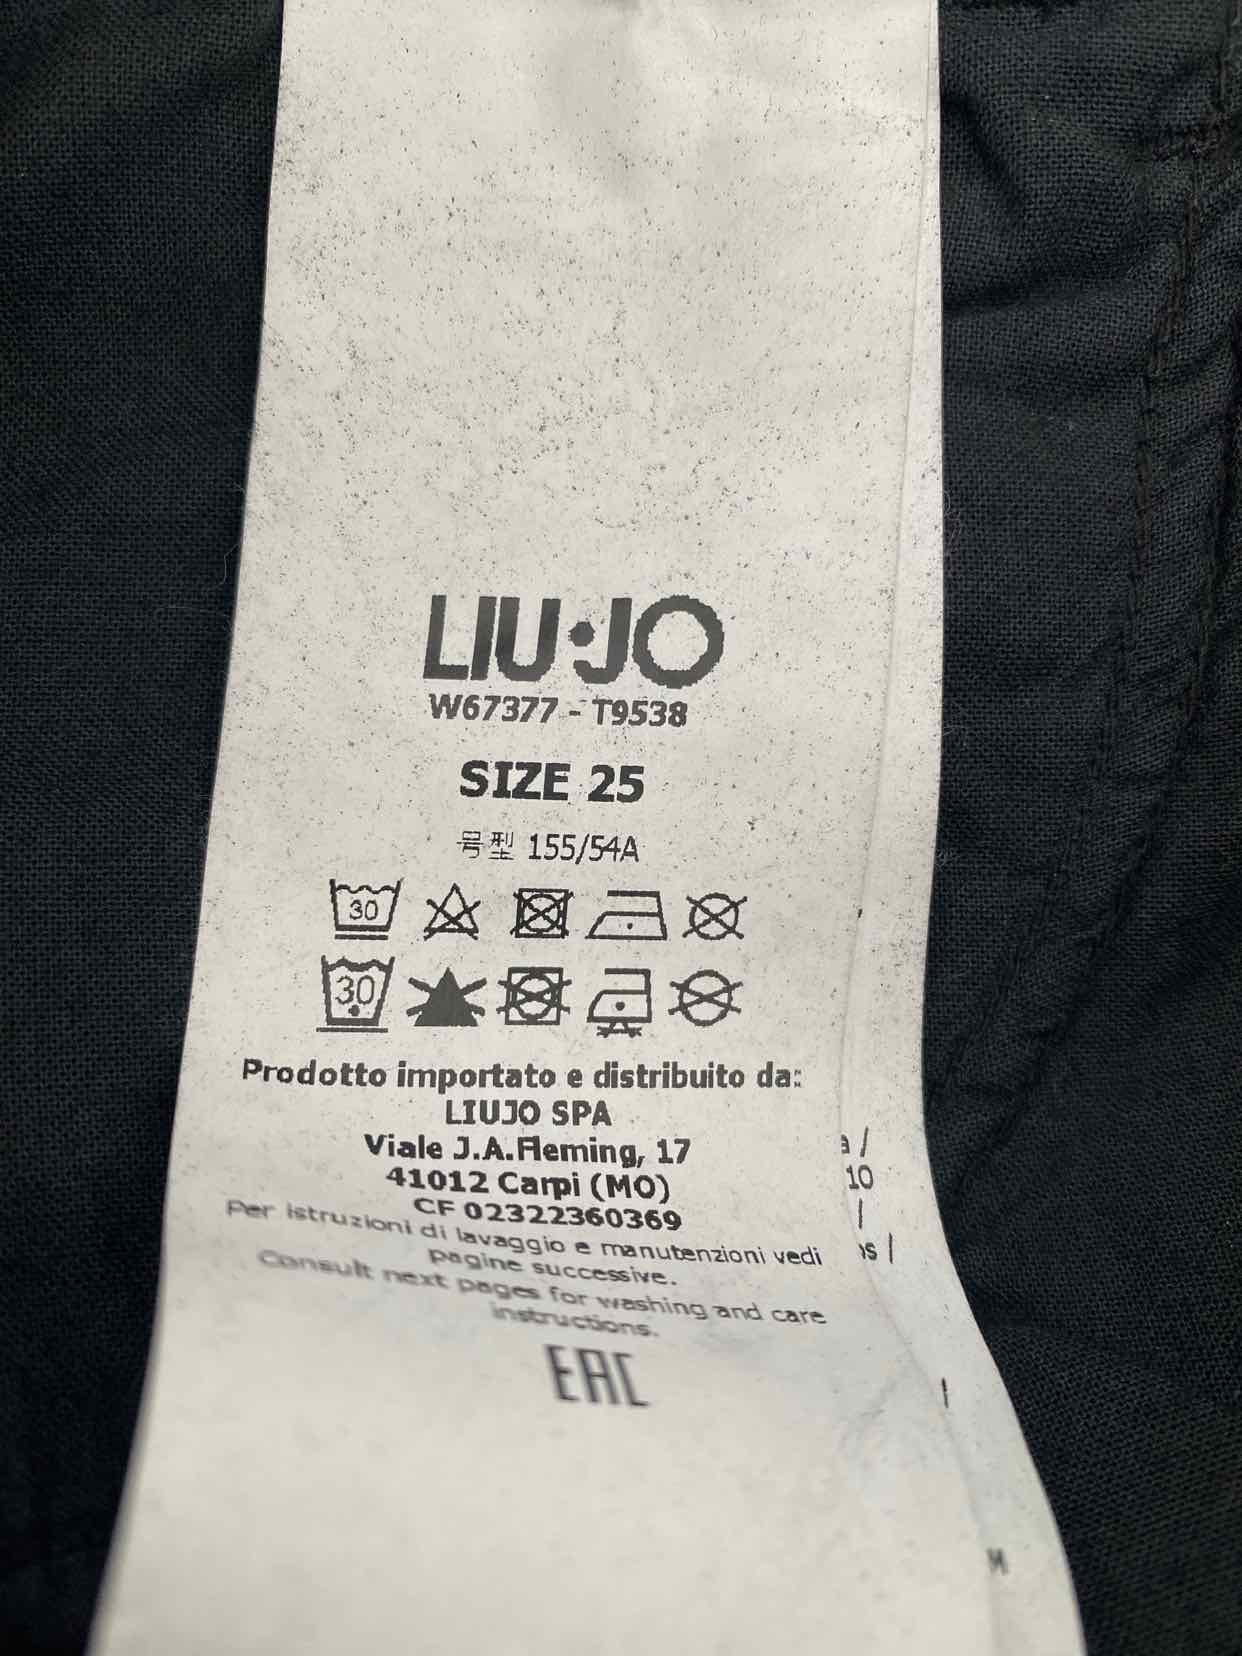 LIU·JO
W67377 - T9538
SIZE 25
号型 155/54A
30
30
Prodotto importato e distribuito da:
LIUJO SPA
Viale J.A.Fleming, 17
41012 Carpi (MO)
CF 02322360369
Per istruzioni di lavaggio e manutenzioni vedi
pagine successive.
Consult next pages for washing and care
instructions.
EAC
a /
10
/
os /
M